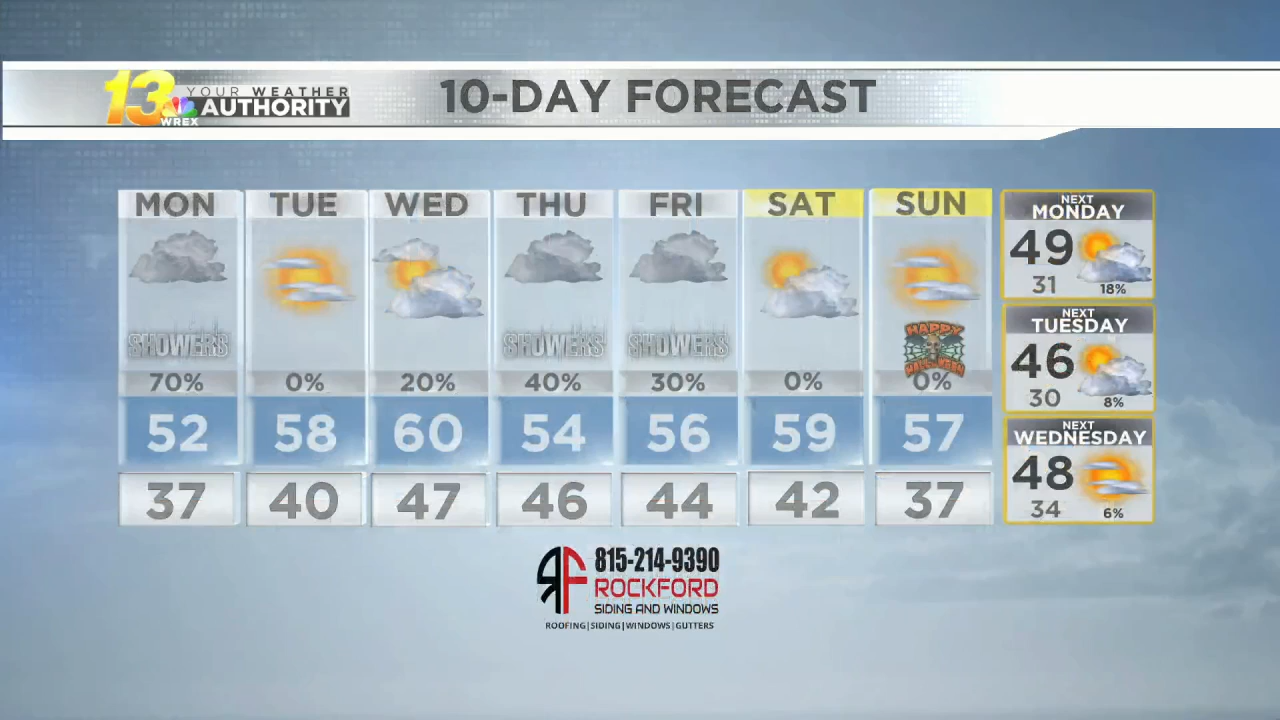 13 WREX
YOUR WEATHER
AUTHORITY
10-DAY FORECAST
MON TUE WED THU FRI SAT SUN
SHOWERS SHOWERS SHOWERS HAPPY HALLOWEEN
70% 0% 20% 40% 30% 0% 0%
52 58 60 54 56 59 57
37 40 47 46 44 42 37
NEXT
MONDAY
49
31 18%
NEXT
TUESDAY
46
30 8%
NEXT
WEDNESDAY
48
34 6%
RF
815-214-9390
ROCKFORD
SIDING AND WINDOWS
ROOFING|SIDING|WINDOWS|GUTTERS